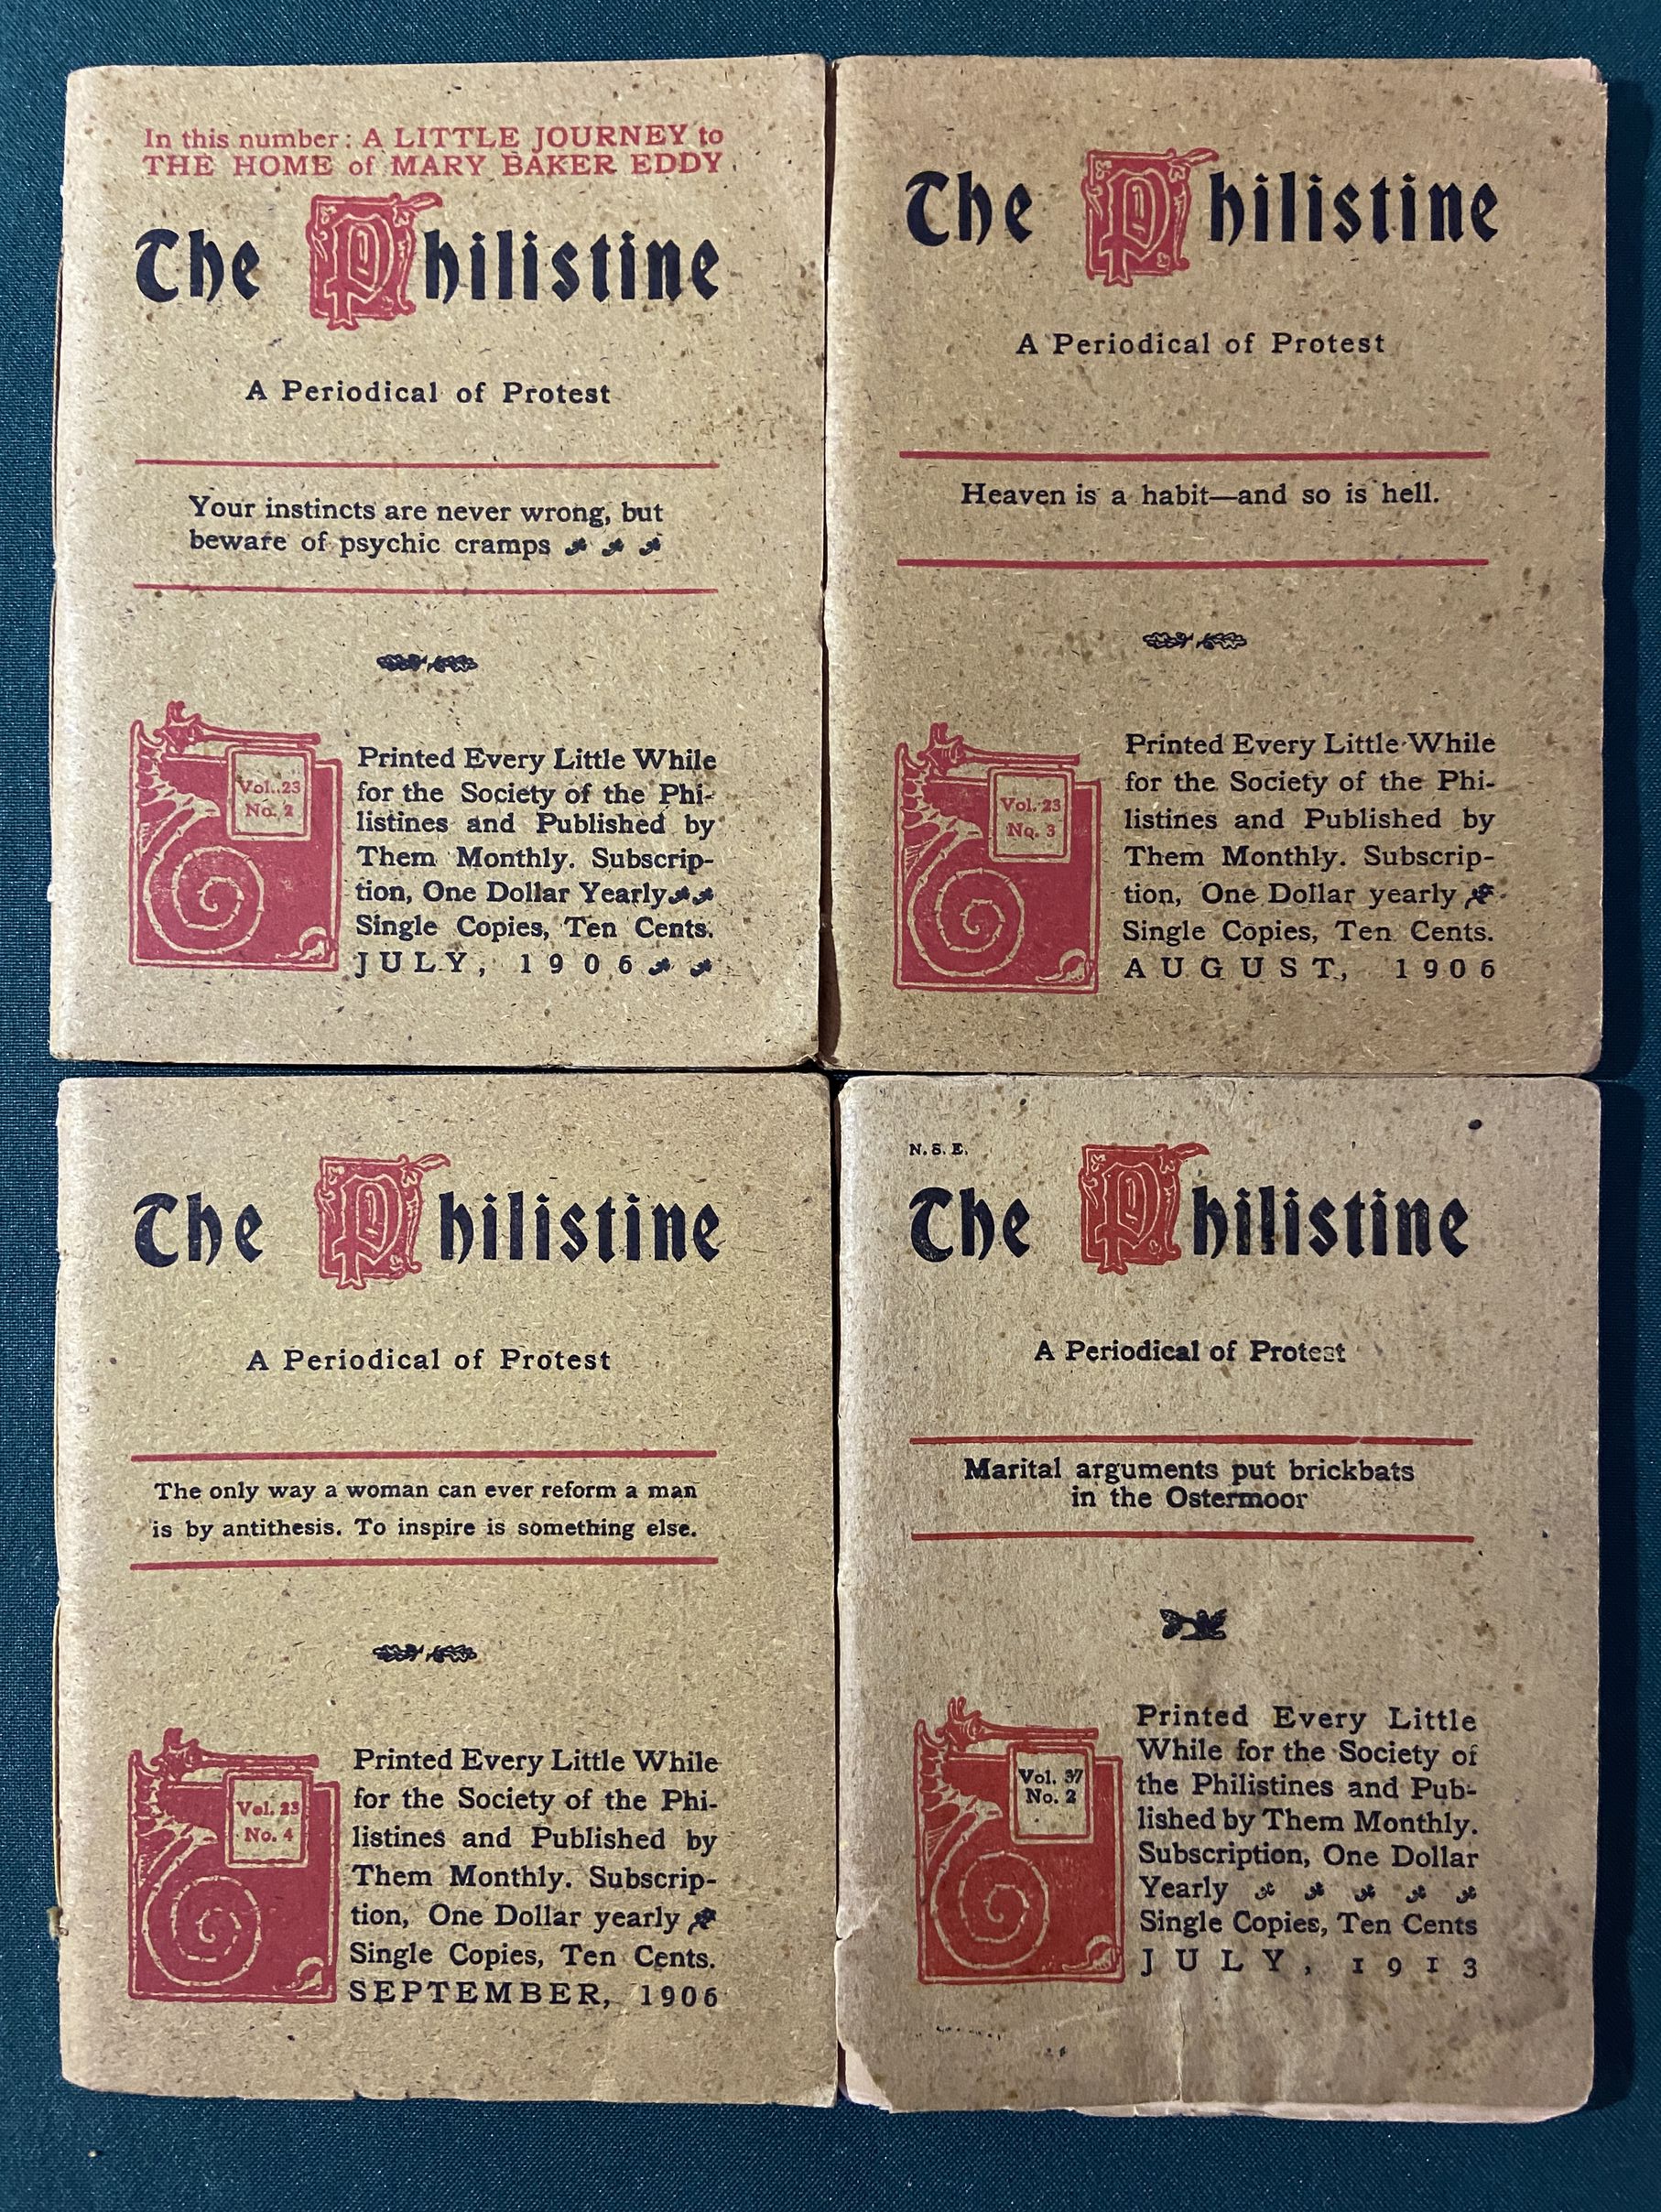 In this number: A LITTLE JOURNEY to
THE HOME of MARY BAKER EDDY
The Philistine
A Periodical of Protest
Your instincts are never wrong, but
beware of psychic cramps
Vol. 23
No. 2
Printed Every Little While
for the Society of the Phi-
listines and Published by
Them Monthly. Subscrip-
tion, One Dollar Yearly
Single Copies, Ten Cents.
JULY, 1906
The Philistine
A Periodical of Protest
Heaven is a habit—and so is hell.
Vol. 23
No. 3
Printed Every Little While
for the Society of the Phi-
listines and Published by
Them Monthly. Subscrip-
tion, One Dollar yearly
Single Copies, Ten Cents.
AUGUST, 1906
The Philistine
A Periodical of Protest
The only way a woman can ever reform a man
is by antithesis. To inspire is something else.
Vol. 23
No. 4
Printed Every Little While
for the Society of the Phi-
listines and Published by
Them Monthly. Subscrip-
tion, One Dollar yearly
Single Copies, Ten Cents.
SEPTEMBER, 1906
N. S. E.
The Philistine
A Periodical of Protest
Marital arguments put brickbats
in the Ostermoor
Vol. 37
No. 2
Printed Every Little
While for the Society of
the Philistines and Pub-
lished by Them Monthly.
Subscription, One Dollar
Yearly
Single Copies, Ten Cents
JULY, 1913